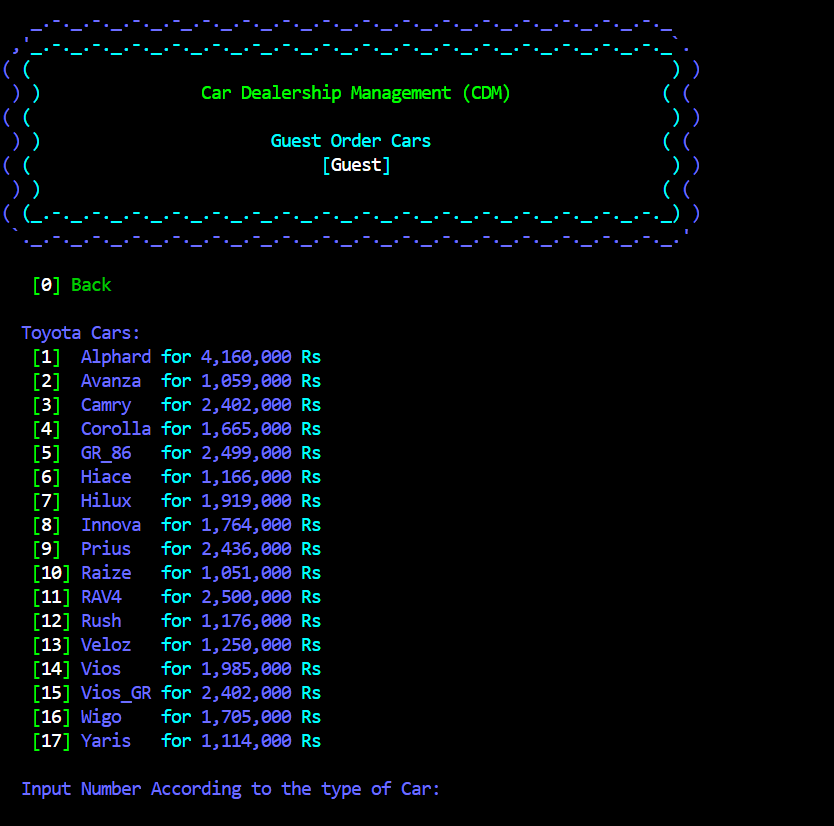 Car Dealership Management (CDM)
Guest Order Cars
[Guest]
[0] Back
Toyota Cars:
[1] Alphard for 4,160,000 Rs
[2] Avanza for 1,059,000 Rs
[3] Camry for 2,402,000 Rs
[4] Corolla for 1,665,000 Rs
[5] GR_86 for 2,499,000 Rs
[6] Hiace for 1,166,000 Rs
[7] Hilux for 1,919,000 Rs
[8] Innova for 1,764,000 Rs
[9] Prius for 2,436,000 Rs
[10] Raize for 1,051,000 Rs
[11] RAV4 for 2,500,000 Rs
[12] Rush for 1,176,000 Rs
[13] Veloz for 1,250,000 Rs
[14] Vios for 1,985,000 Rs
[15] Vios_GR for 2,402,000 Rs
[16] Wigo for 1,705,000 Rs
[17] Yaris for 1,114,000 Rs
Input Number According to the type of Car: